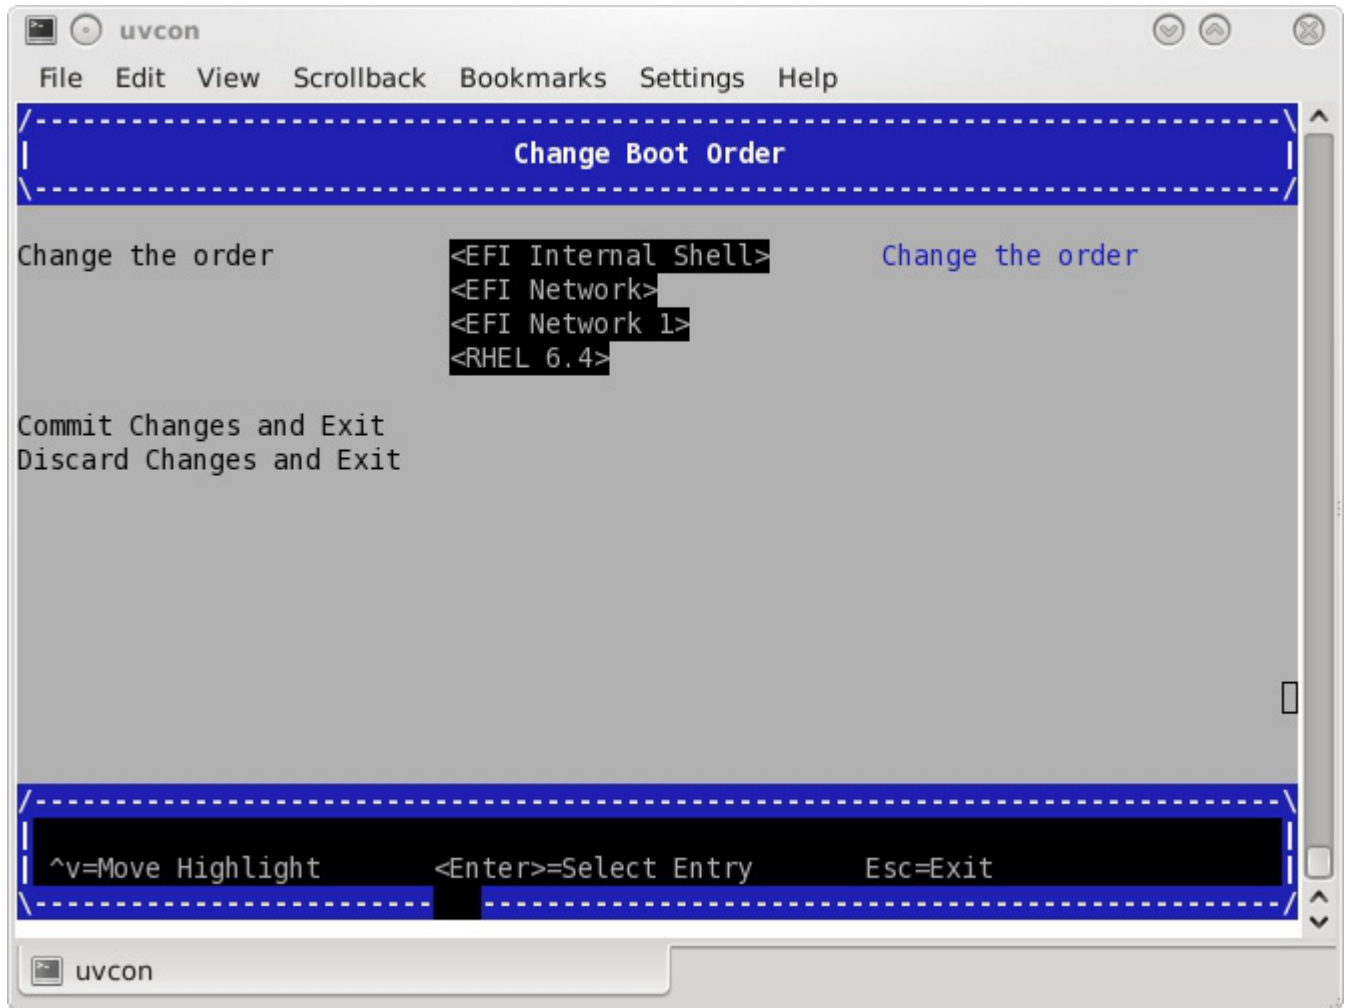 uvcon
File Edit View Scrollback Bookmarks Settings Help
/------------------------------------------------------------------------------\
| Change Boot Order |
\------------------------------------------------------------------------------/
Change the order <EFI Internal Shell> Change the order
<EFI Network>
<EFI Network 1>
<RHEL 6.4>
Commit Changes and Exit
Discard Changes and Exit
/------------------------------------------------------------------------------\
| |
| ^v=Move Highlight <Enter>=Select Entry Esc=Exit |
\------------------------- --------------------------------------------------/
uvcon